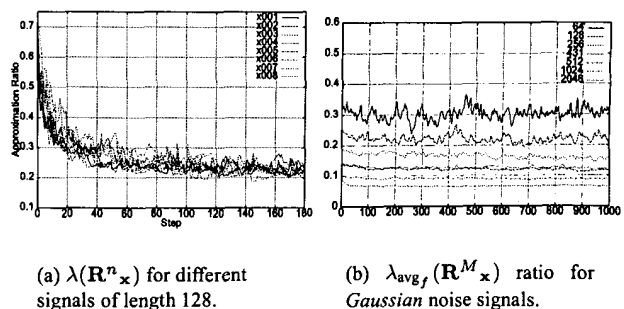 0.7
0.6
0.5
0.4
0.3
0.2
0.1
Approximation Ratio
x001
x002
x003
x004
x005
x006
x007
x008
0 20 40 60 80 100 120 140 160 180
Step
0.6
0.5
0.4
0.3
0.2
0.1
0
64
128
256
512
1024
2048
0 100 200 300 400 500 600 700 800 900 1000
(a) λ(Rⁿx) for different
signals of length 128.
(b) λavg_f(R^M x) ratio for
Gaussian noise signals.